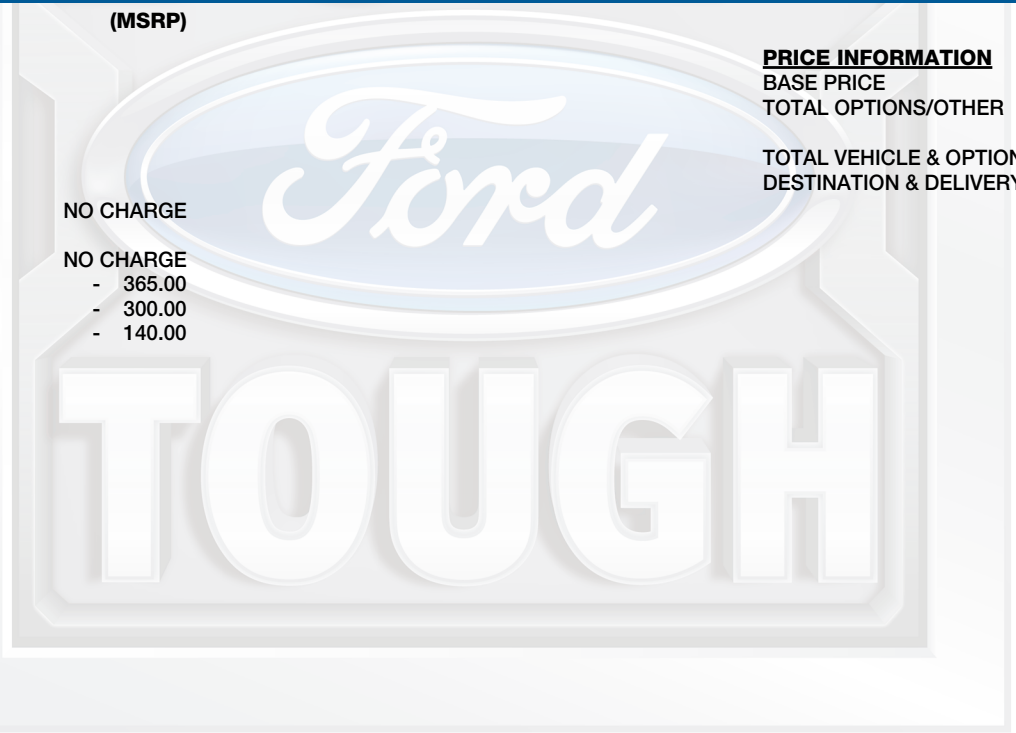 (MSRP)
NO CHARGE
NO CHARGE
- 365.00
- 300.00
- 140.00
PRICE INFORMATION
BASE PRICE
TOTAL OPTIONS/OTHER
TOTAL VEHICLE & OPTION
DESTINATION & DELIVERY
Ford
TOUGH